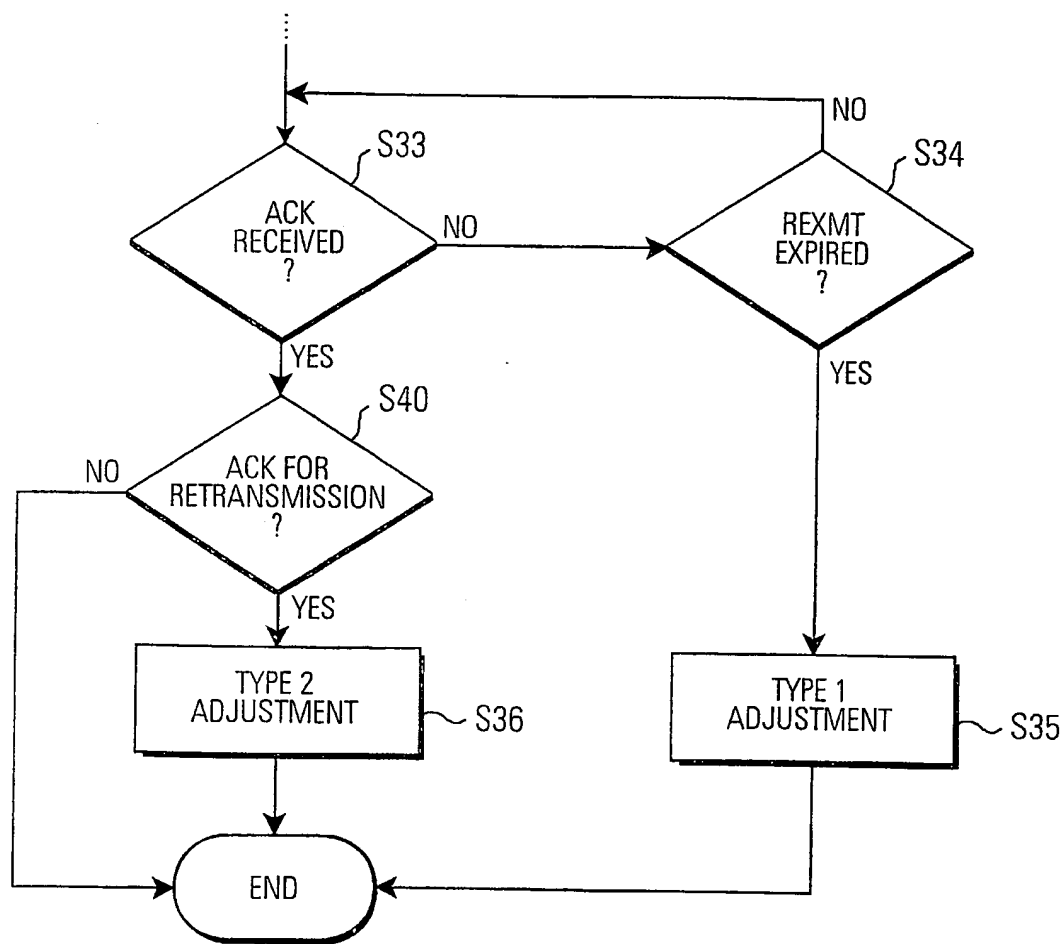 NO
S33
S34
ACK
RECEIVED
?
NO
REXMT
EXPIRED
?
YES
YES
S40
NO
ACK FOR
RETRANSMISSION
?
YES
TYPE 2
ADJUSTMENT
S36
TYPE 1
ADJUSTMENT
S35
END